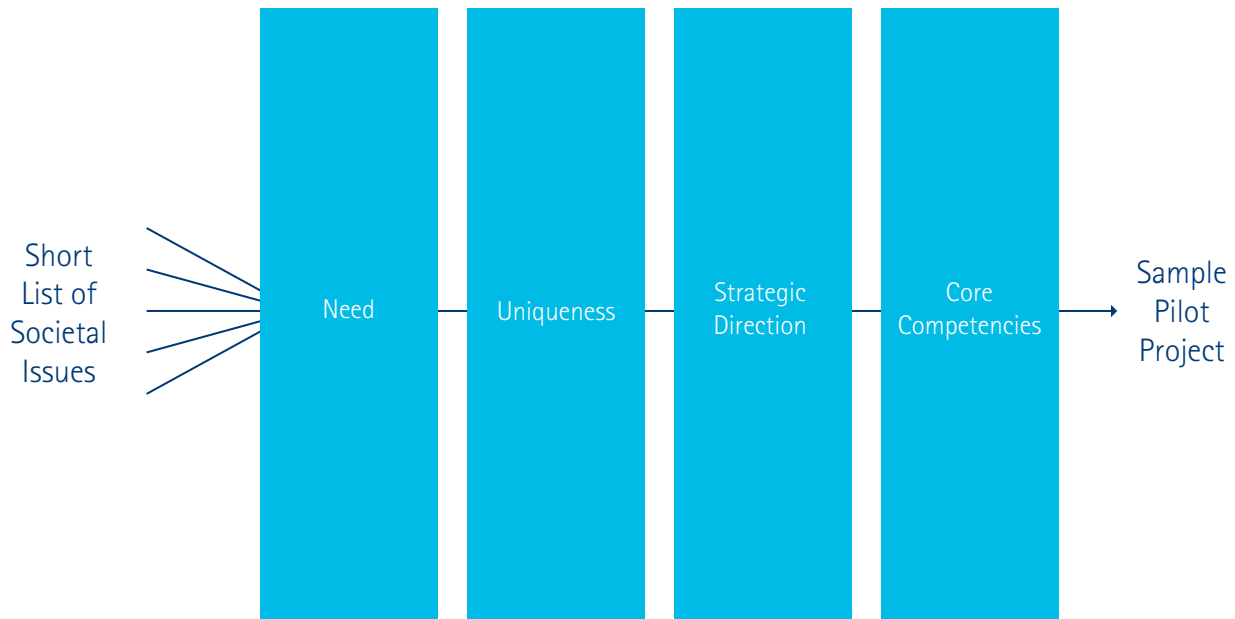 Short
List of
Societal
Issues
Need
Uniqueness
Strategic
Direction
Core
Competencies
Sample
Pilot
Project